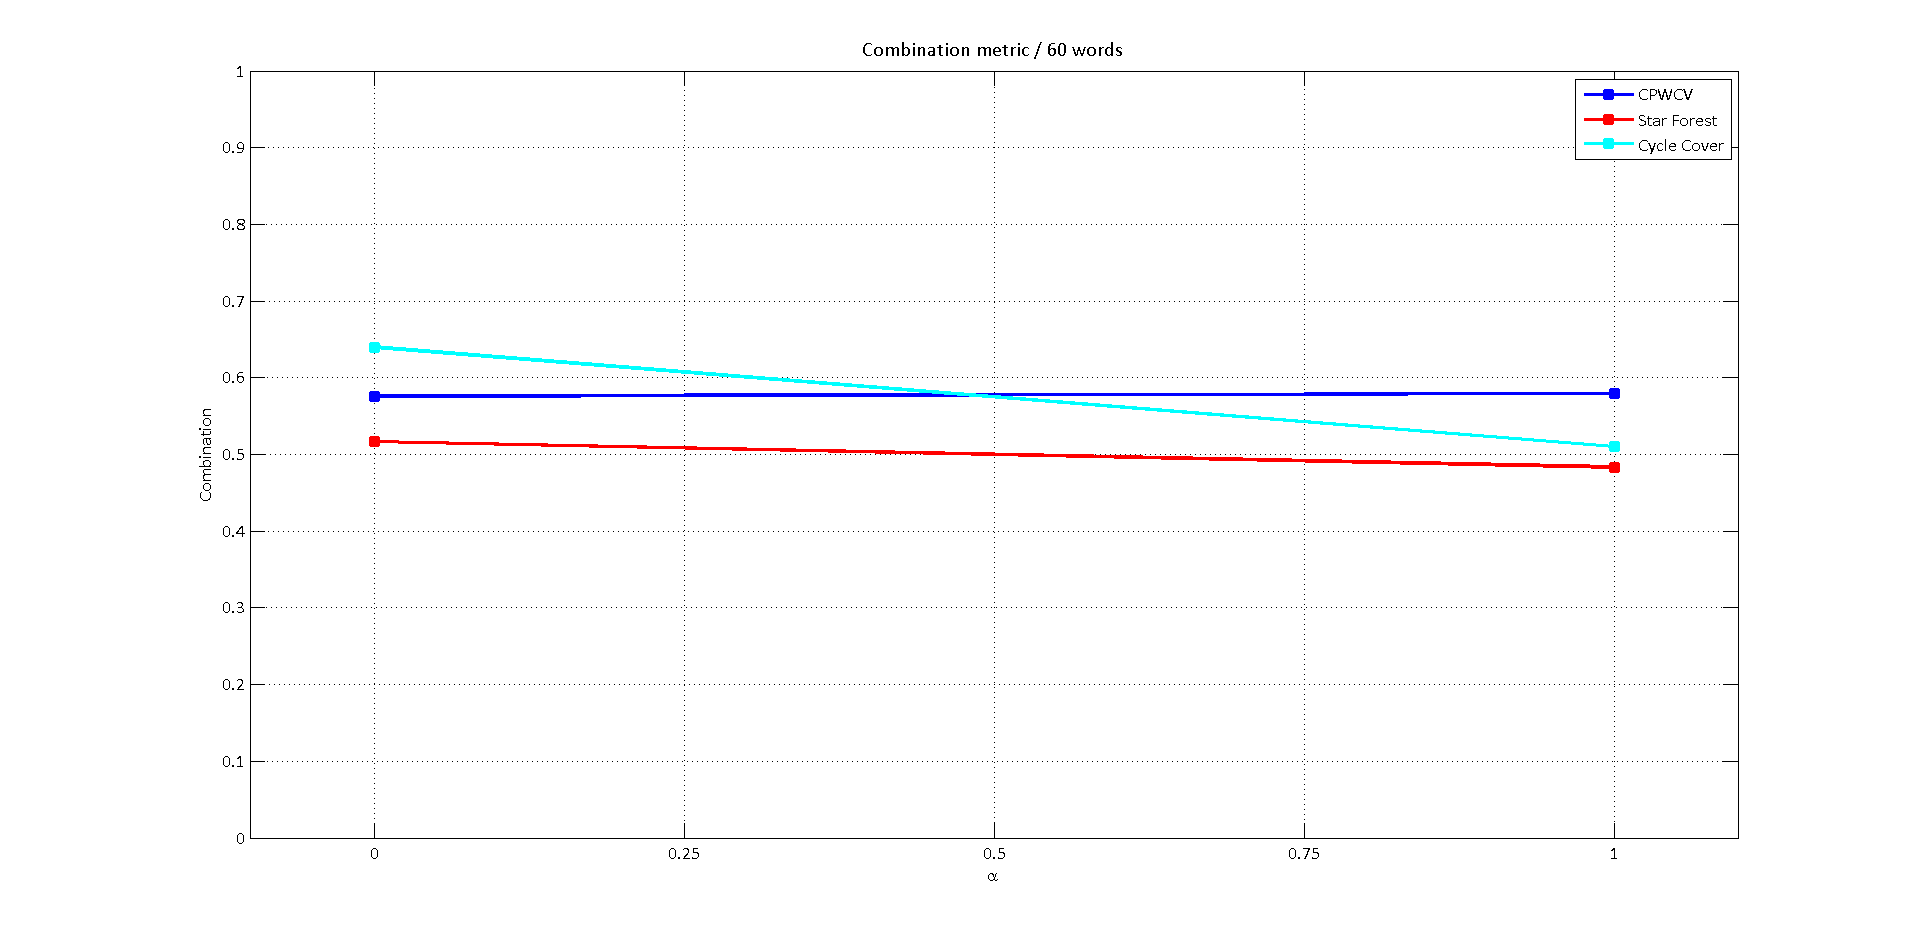 Combination metric / 60 words
CPWCV
Star Forest
Cycle Cover
1
0.9
0.8
0.7
0.6
0.5
0.4
0.3
0.2
0.1
0
Combination
0 0.25 0.5 0.75 1
α